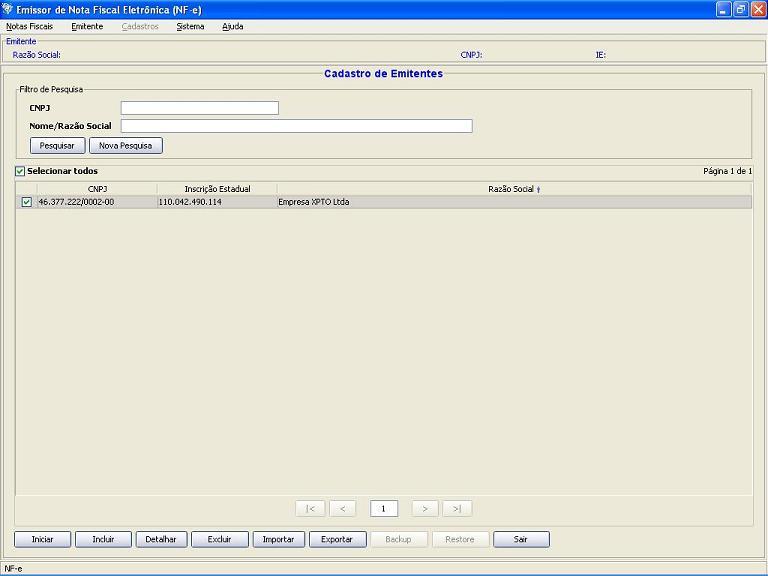 Emissor de Nota Fiscal Eletrônica (NF-e)
Notas Fiscais Emitente Cadastros Sistema Ajuda
Emitente
Razão Social: CNPJ: IE:
Cadastro de Emitentes
Filtro de Pesquisa
CNPJ
Nome/Razão Social
Pesquisar Nova Pesquisa
Selecionar todos Página 1 de 1
CNPJ Inscrição Estadual Razão Social
46.377.222/0002-00 110.042.490.114 Empresa XPTO Ltda
|< < 1 > >|
Iniciar Incluir Detalhar Excluir Importar Exportar Backup Restore Sair
NF-e